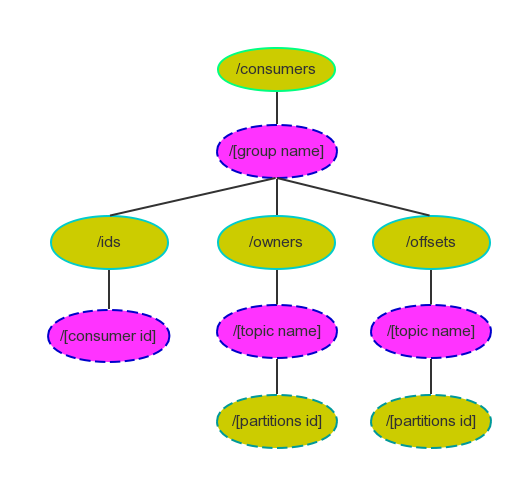 /consumers
/[group name]
/ids
/owners
/offsets
/[consumer id]
/[topic name]
/[topic name]
/[partitions id]
/[partitions id]